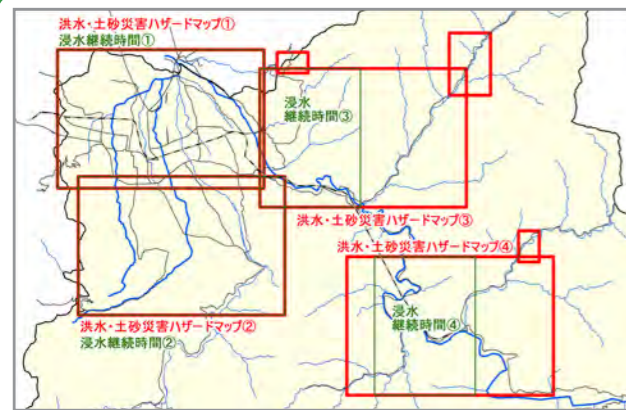 洪水・土砂災害ハザードマップ①
浸水継続時間①
浸水
継続時間③
洪水・土砂災害ハザードマップ③
洪水・土砂災害ハザードマップ④
浸水
継続時間④
洪水・土砂災害ハザードマップ②
浸水継続時間②